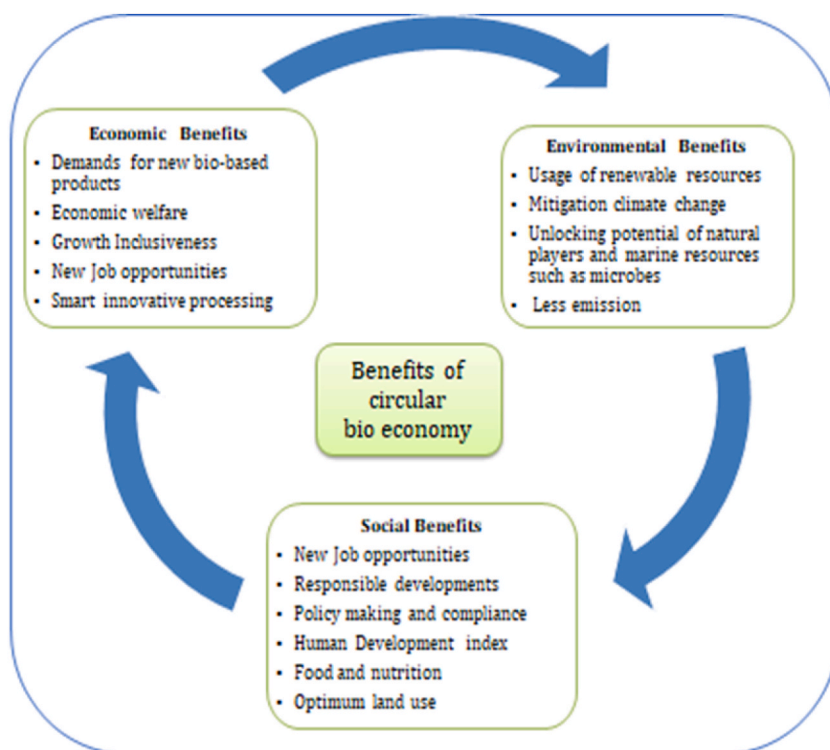 Economic Benefits
• Demands for new bio-based
products
• Economic welfare
• Growth Inclusiveness
• New Job opportunities
• Smart innovative processing
Environmental Benefits
• Usage of renewable resources
• Mitigation climate change
• Unlocking potential of natural
players and marine resources
such as microbes
• Less emission
Benefits of
circular
bio economy
Social Benefits
• New Job opportunities
• Responsible developments
• Policy making and compliance
• Human Development index
• Food and nutrition
• Optimum land use